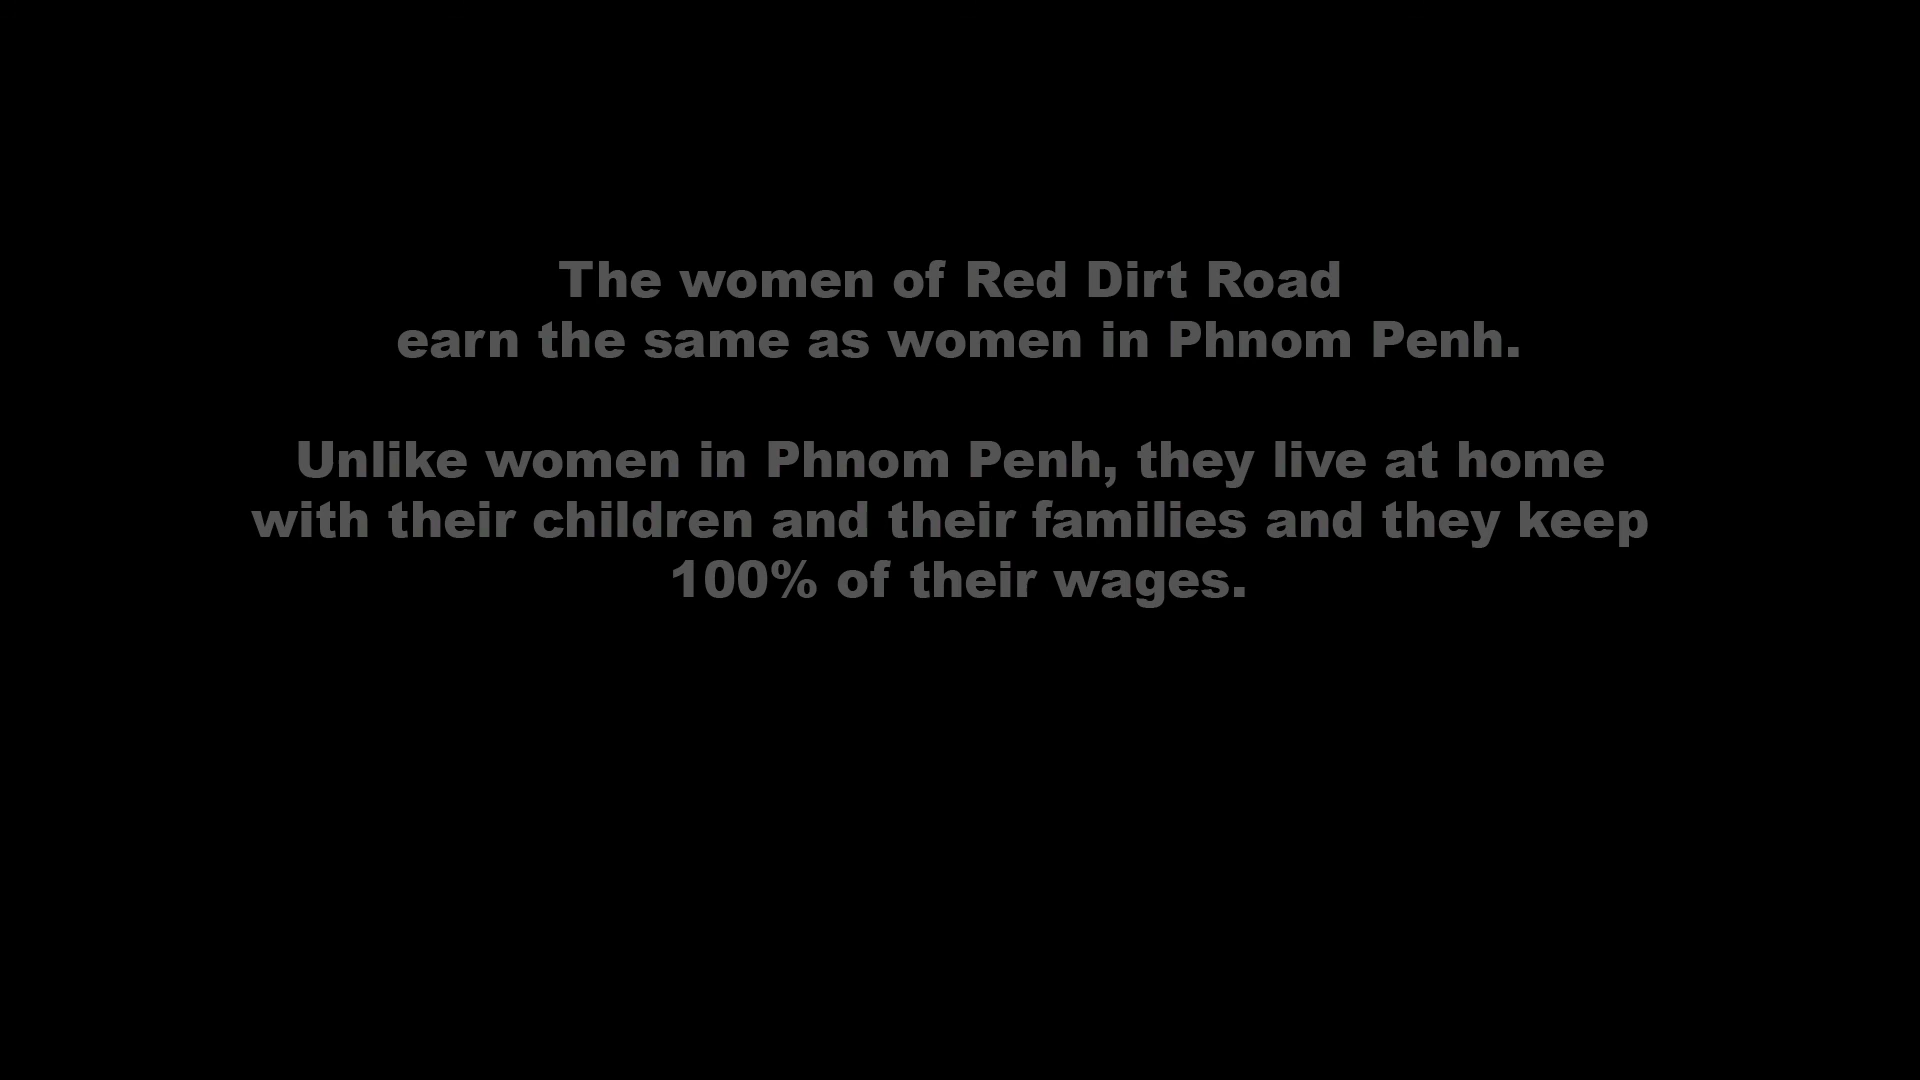 The women of Red Dirt Road
earn the same as women in Phnom Penh.
Unlike women in Phnom Penh, they live at home
with their children and their families and they keep
100% of their wages.